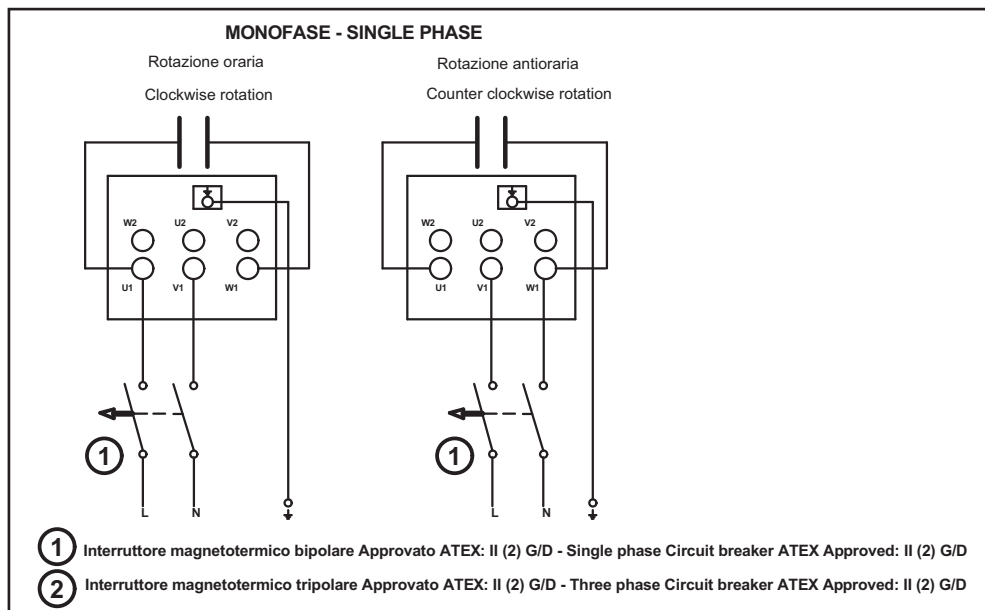 MONOFASE - SINGLE PHASE
Rotazione oraria
Clockwise rotation
Rotazione antioraria
Counter clockwise rotation
W2 U2 V2
U1 V1 W1
W2 U2 V2
U1 V1 W1
1
1
L N
L N
1 Interruttore magnetotermico bipolare Approvato ATEX: II (2) G/D - Single phase Circuit breaker ATEX Approved: II (2) G/D
2 Interruttore magnetotermico tripolare Approvato ATEX: II (2) G/D - Three phase Circuit breaker ATEX Approved: II (2) G/D